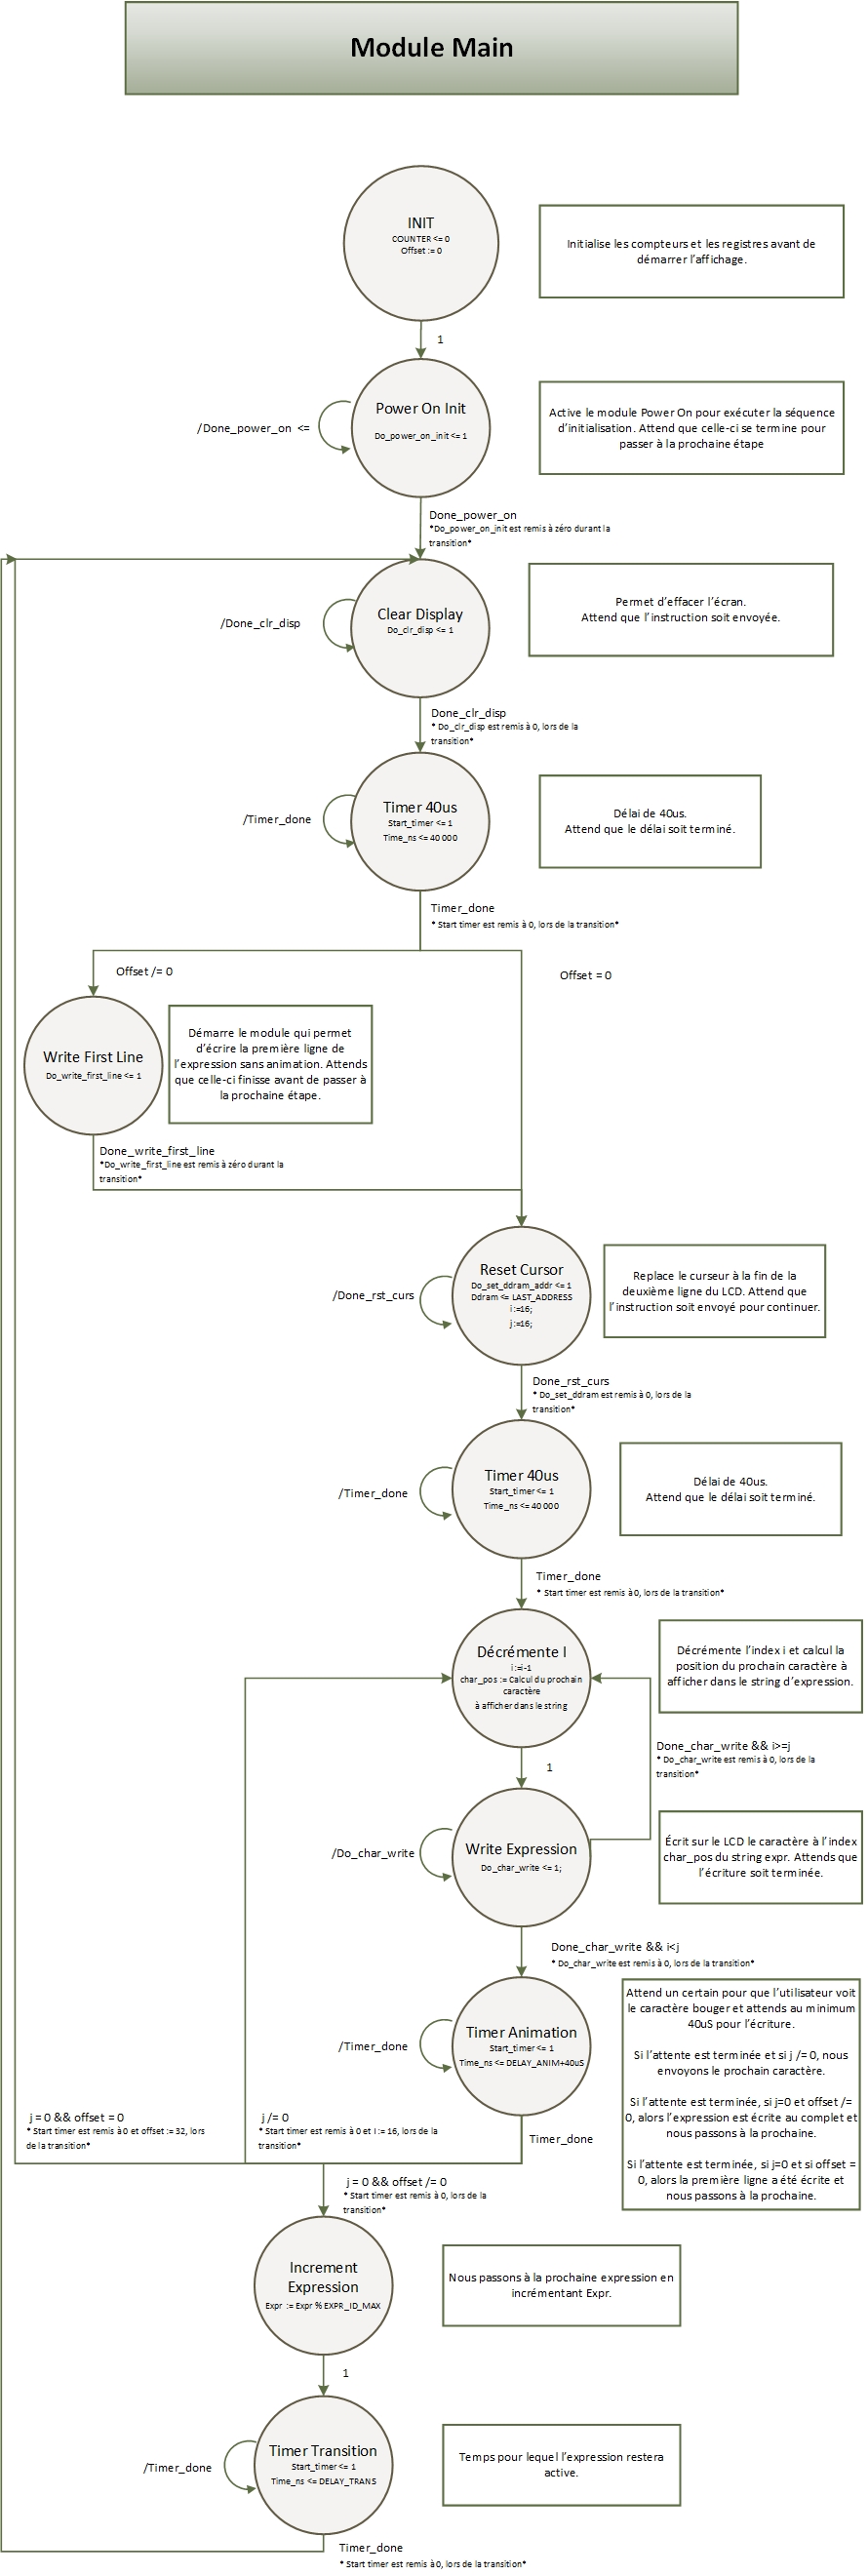 Module Main
INIT
COUNTER <= 0
Offset := 0
Initialise les compteurs et les registres avant de
démarrer l’affichage.
1
Power On Init
Do_power_on_init <= 1
/Done_power_on <=
Active le module Power On pour exécuter la séquence
d’initialisation. Attend que celle-ci se termine pour
passer à la prochaine étape
Done_power_on
*Do_power_on_init est remis à zéro durant la
transition*
Clear Display
Do_clr_disp <= 1
/Done_clr_disp
Permet d’effacer l’écran.
Attend que l’instruction soit envoyée.
Done_clr_disp
* Do_clr_disp est remis à 0, lors de la
transition*
Timer 40us
Start_timer <= 1
Time_ns <= 40 000
/Timer_done
Délai de 40us.
Attend que le délai soit terminé.
Timer_done
* Start timer est remis à 0, lors de la transition*
Offset /= 0
Offset = 0
Write First Line
Do_write_first_line <= 1
Démarre le module qui permet
d’écrire la première ligne de
l’expression sans animation. Attends
que celle-ci finisse avant de passer à
la prochaine étape.
Done_write_first_line
*Do_write_first_line est remis à zéro durant la
transition*
Reset Cursor
Do_set_ddram_addr <= 1
Ddram <= LAST_ADDRESS
i :=16;
j :=16;
/Done_rst_curs
Replace le curseur à la fin de la
deuxième ligne du LCD. Attend que
l’instruction soit envoyé pour continuer.
Done_rst_curs
* Do_set_ddram est remis à 0, lors de la
transition*
Timer 40us
Start_timer <= 1
Time_ns <= 40 000
/Timer_done
Délai de 40us.
Attend que le délai soit terminé.
Timer_done
* Start timer est remis à 0, lors de la transition*
Décrémente I
i :=i-1
char_pos := Calcul du prochain
caractère
à afficher dans le string
Décrémente l’index i et calcul la
position du prochain caractère à
afficher dans le string d’expression.
1
Done_char_write && i>=j
* Do_char_write est remis à 0, lors de la
transition*
Write Expression
Do_char_write <= 1;
/Do_char_write
Écrit sur le LCD le caractère à l’index
char_pos du string expr. Attends que
l’écriture soit terminée.
Done_char_write && i<j
* Do_char_write est remis à 0, lors de la transition*
Timer Animation
Start_timer <= 1
Time_ns <= DELAY_ANIM+40uS
/Timer_done
Attend un certain pour que l’utilisateur voit
le caractère bouger et attends au minimum
40uS pour l’écriture.
Si l’attente est terminée et si j /= 0, nous
envoyons le prochain caractère.
Si l’attente est terminée, si j=0 et offset /=
0, alors l’expression est écrite au complet et
nous passons à la prochaine.
Si l’attente est terminée, si j=0 et si offset =
0, alors la première ligne a été écrite et
nous passons à la prochaine.
Timer_done
j = 0 && offset = 0
* Start timer est remis à 0 et offset := 32, lors
de la transition*
j /= 0
* Start timer est remis à 0 et I := 16, lors de la
transition*
j = 0 && offset /= 0
* Start timer est remis à 0, lors de la
transition*
Increment
Expression
Expr := Expr % EXPR_ID_MAX
Nous passons à la prochaine expression en
incrémentant Expr.
1
Timer Transition
Start_timer <= 1
Time_ns <= DELAY_TRANS
/Timer_done
Temps pour lequel l’expression restera
active.
Timer_done
* Start timer est remis à 0, lors de la transition*